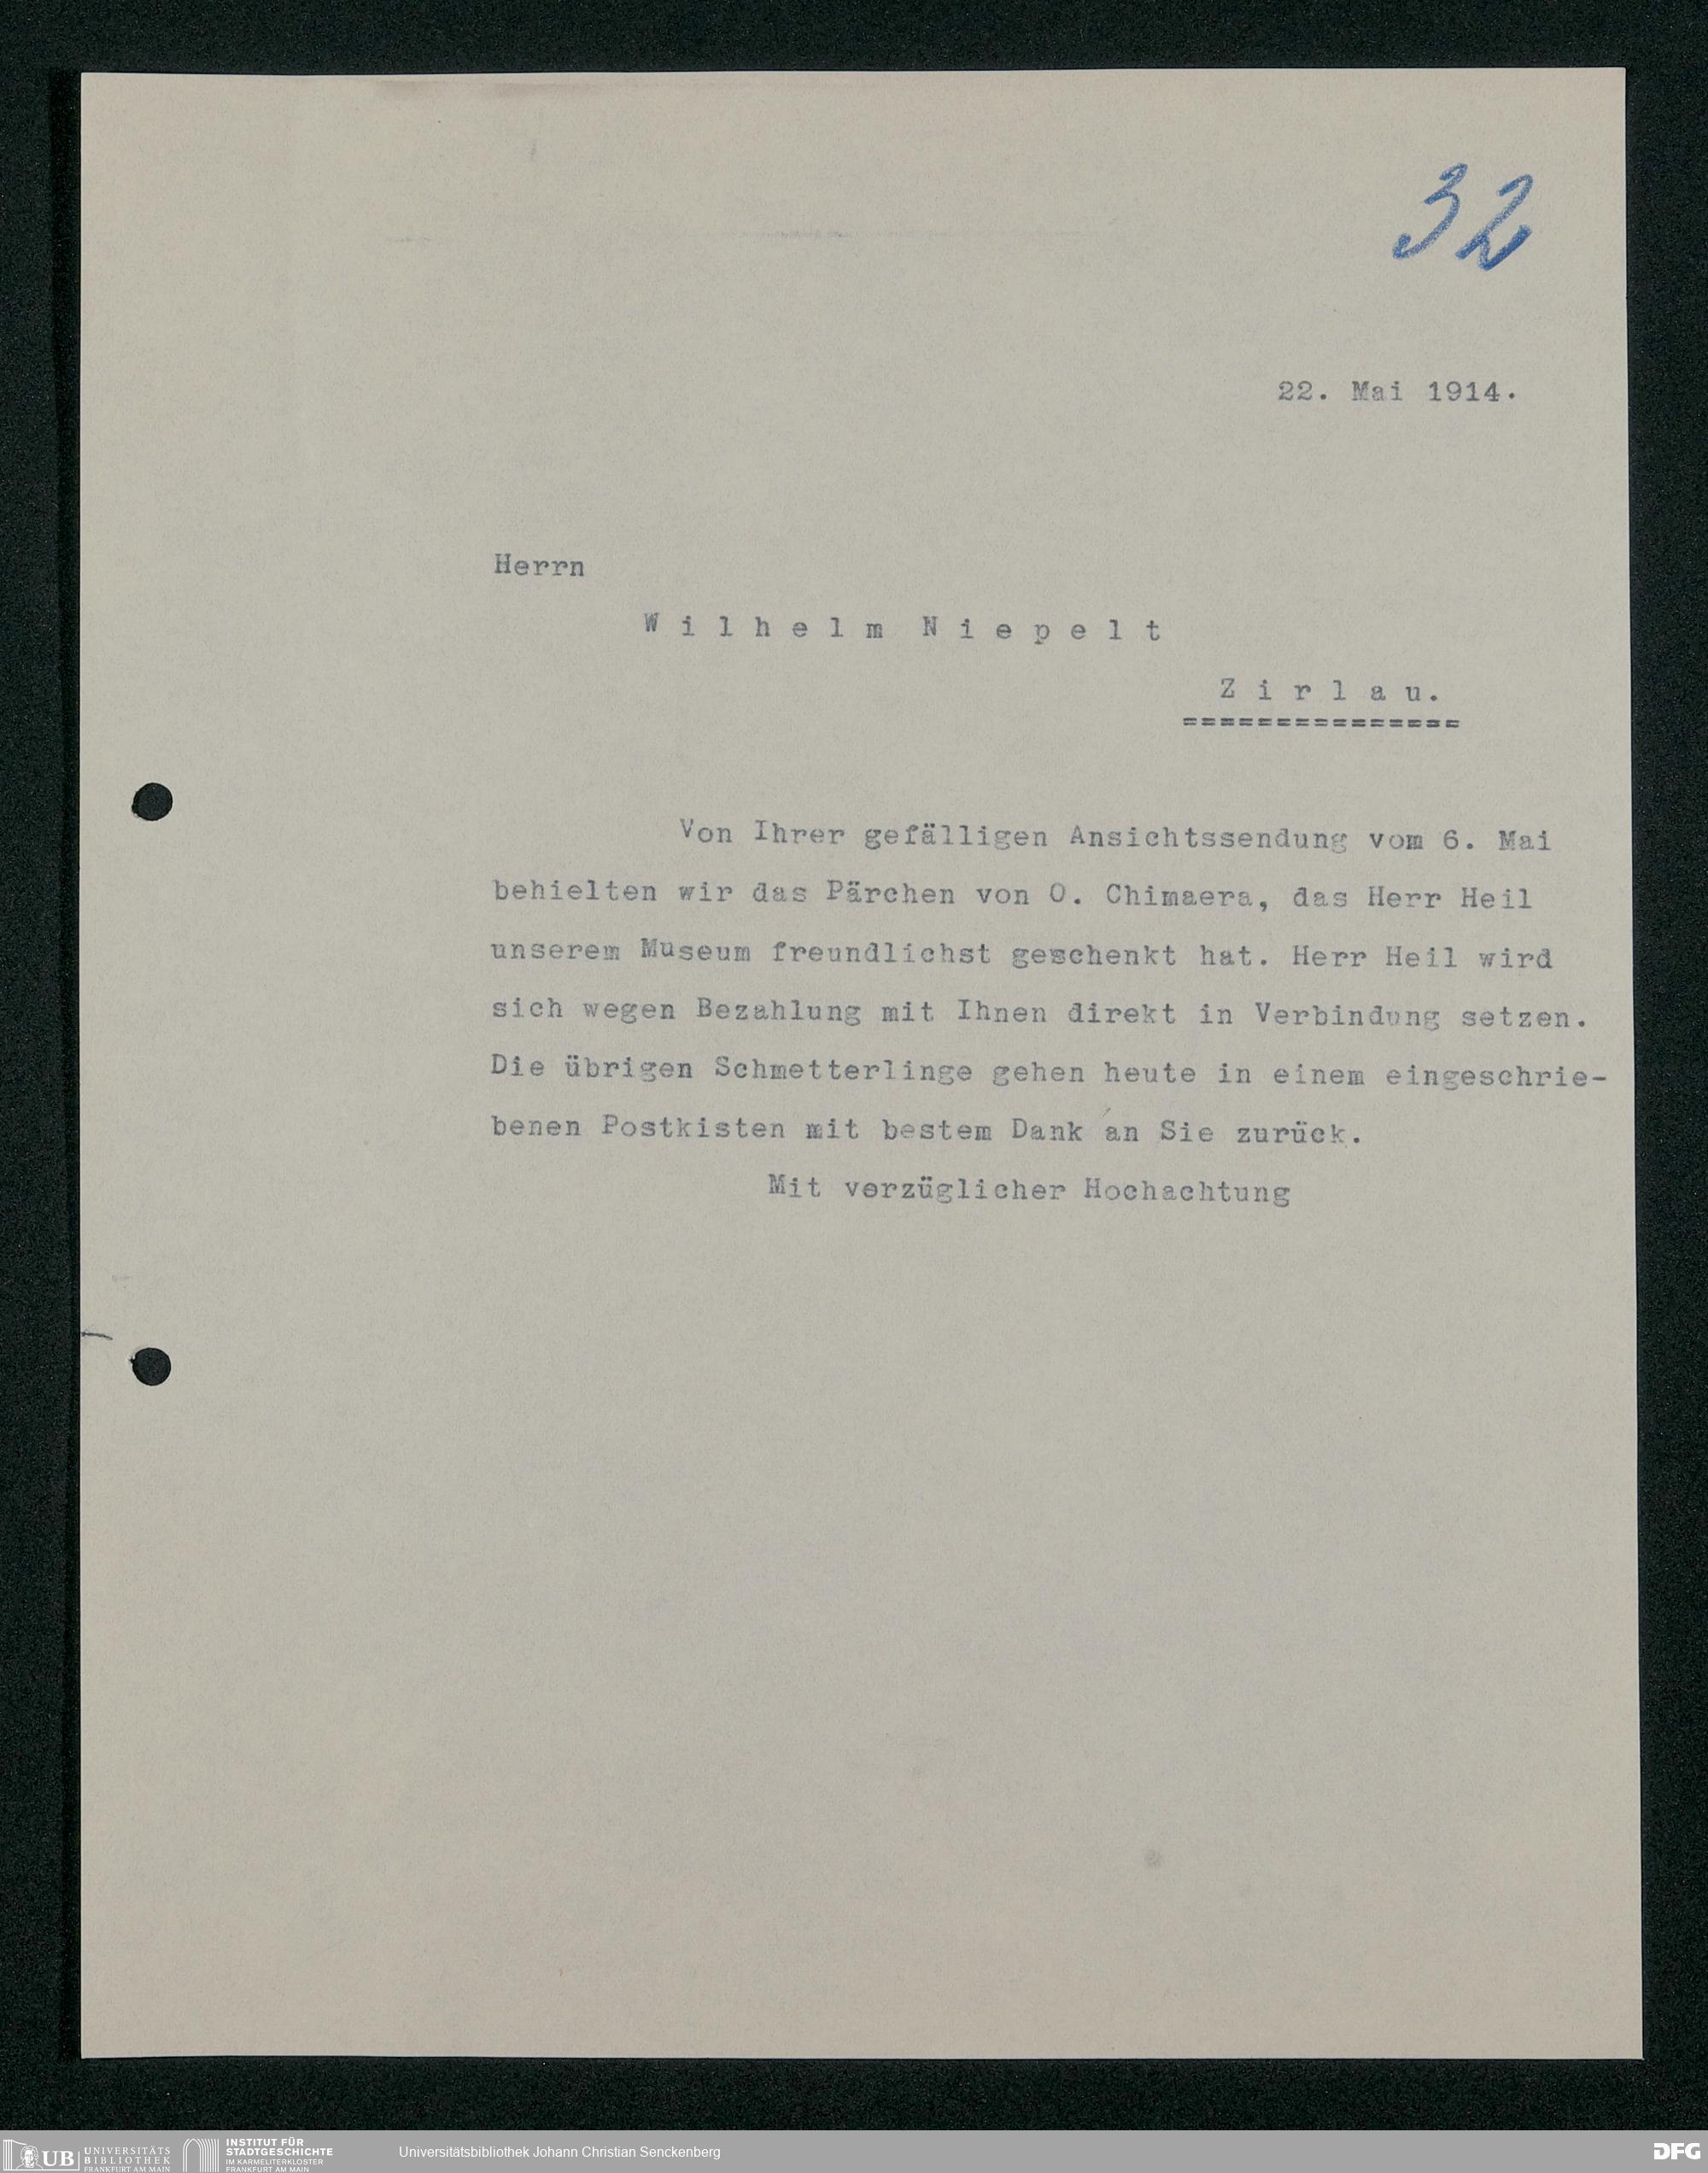 32
22. Mai 1914.
Herrn
W i l h e l m  N i e p e l t
Z i r l a u.
===============
Von Ihrer gefälligen Ansichtssendung vom 6. Mai
behielten wir das Pärchen von O. Chimaera, das Herr Heil
unserem Museum freundlichst geschenkt hat. Herr Heil wird
sich wegen Bezahlung mit Ihnen direkt in Verbindung setzen.
Die übrigen Schmetterlinge gehen heute in einem eingeschrie-
benen Postkisten mit bestem Dank an Sie zurück.
Mit verzüglicher Hochachtung
UB UNIVERSITÄTS
BIBLIOTHEK
FRANKFURT AM MAIN
INSTITUT FÜR
STADTGESCHICHTE
IM KARMELITERKLOSTER
FRANKFURT AM MAIN
Universitätsbibliothek Johann Christian Senckenberg
DFG